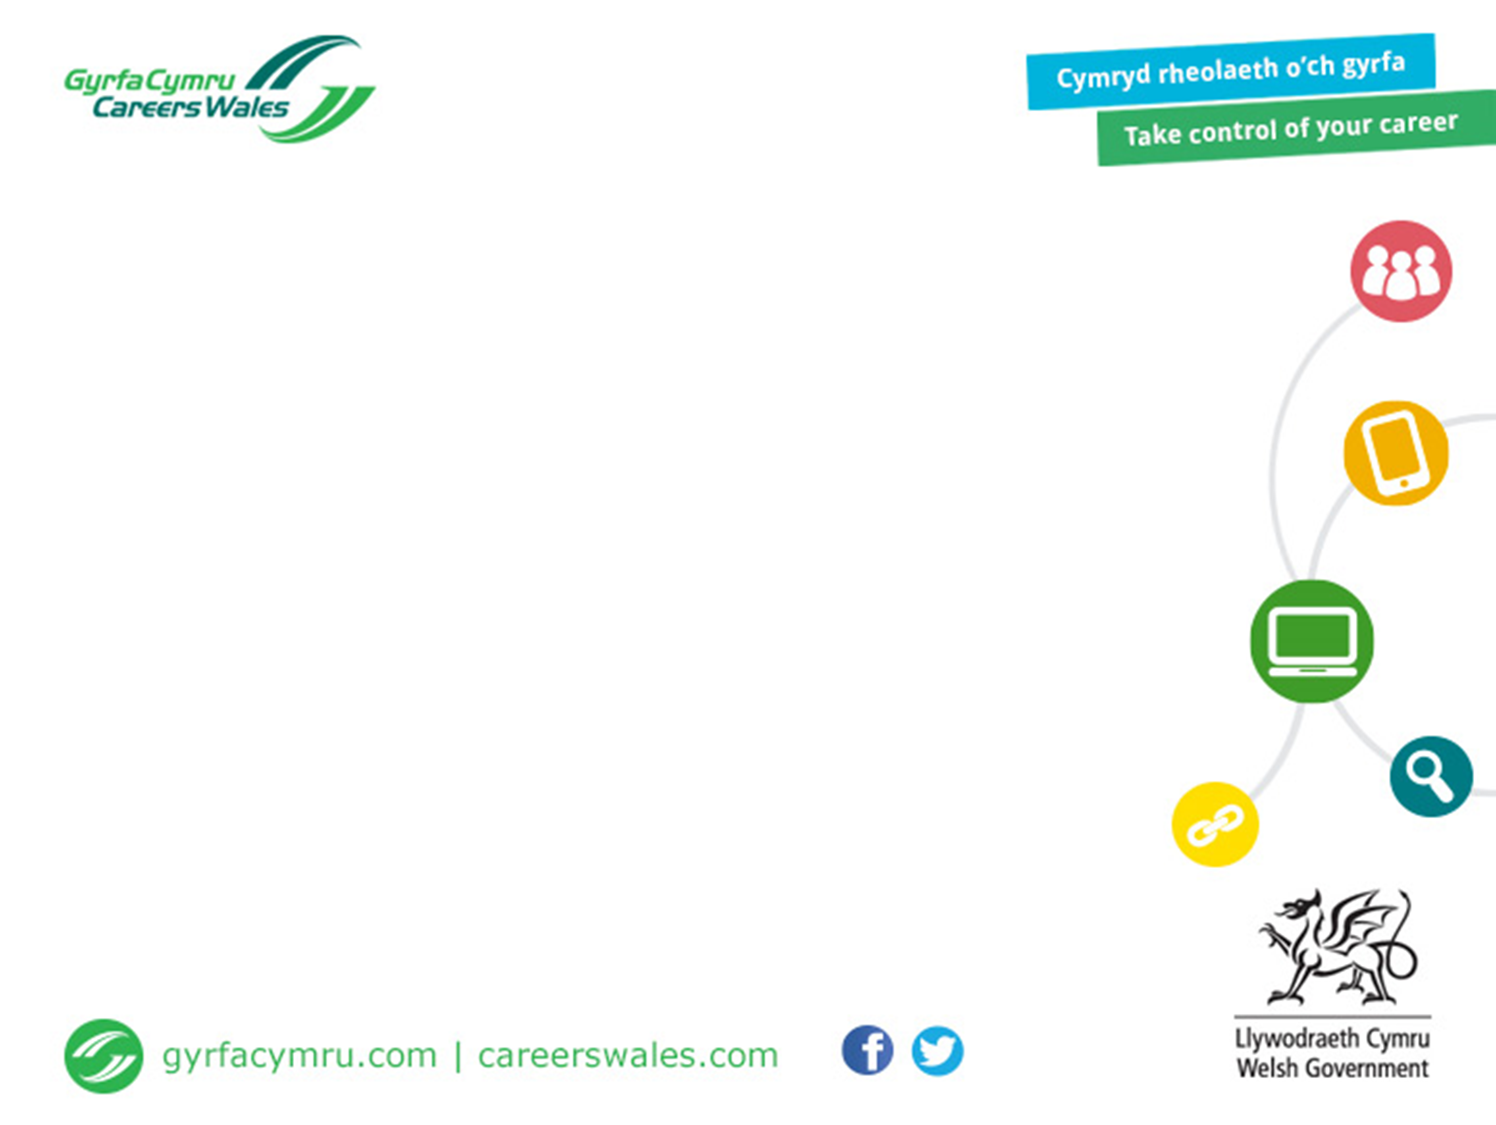 Gyrfa Cymru
Careers Wales
Cymryd rheolaeth o'ch gyrfa
Take control of your career
gyrfacymru.com | careerswales.com
Llywodraeth Cymru
Welsh Government